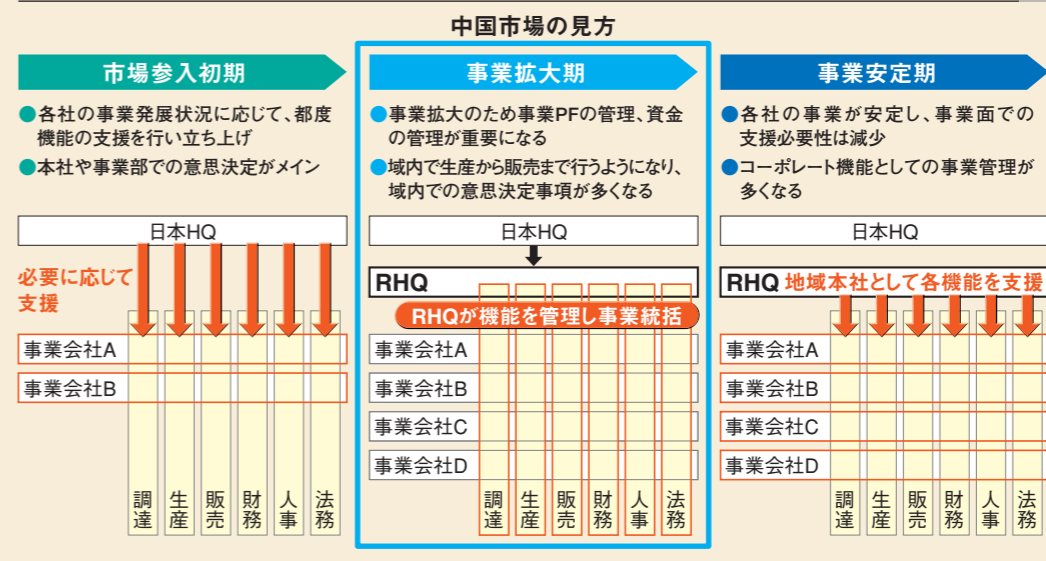 中国市場の見方
市場参入初期
●各社の事業発展状況に応じて、都度
機能の支援を行い立ち上げ
●本社や事業部での意思決定がメイン
日本HQ
必要に応じて
支援
事業会社A
事業会社B
調達
生産
販売
財務
人事
法務
事業拡大期
●事業拡大のため事業PFの管理、資金
の管理が重要になる
●域内で生産から販売まで行うようになり、
域内での意思決定事項が多くなる
日本HQ
RHQ
RHQが機能を管理し事業統括
事業会社A
事業会社B
事業会社C
事業会社D
調達
生産
販売
財務
人事
法務
事業安定期
●各社の事業が安定し、事業面での
支援必要性は減少
●コーポレート機能としての事業管理が
多くなる
日本HQ
RHQ 地域本社として各機能を支援
事業会社A
事業会社B
事業会社C
事業会社D
調達
生産
販売
財務
人事
法務